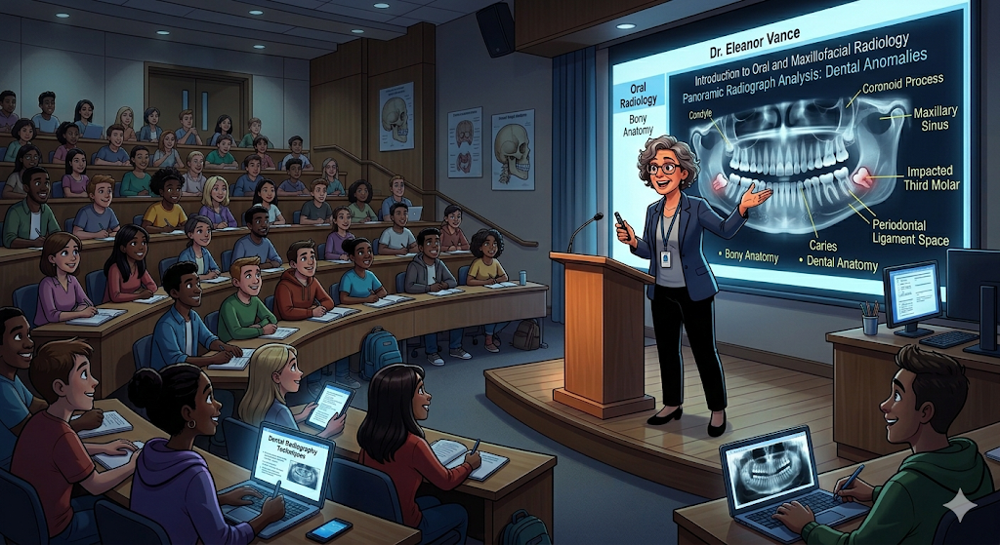 Dr. Eleanor Vance
Oral
Radiology
Bony
Anatomy
Introduction to Oral and Maxillofacial Radiology
Panoramic Radiograph Analysis: Dental Anomalies
Condyle
Coronoid Process
Maxillary
Sinus
Impacted
Third Molar
Periodontal
Ligament Space
Caries
• Bony Anatomy
• Dental Anatomy
Dental Radiography
Techniques